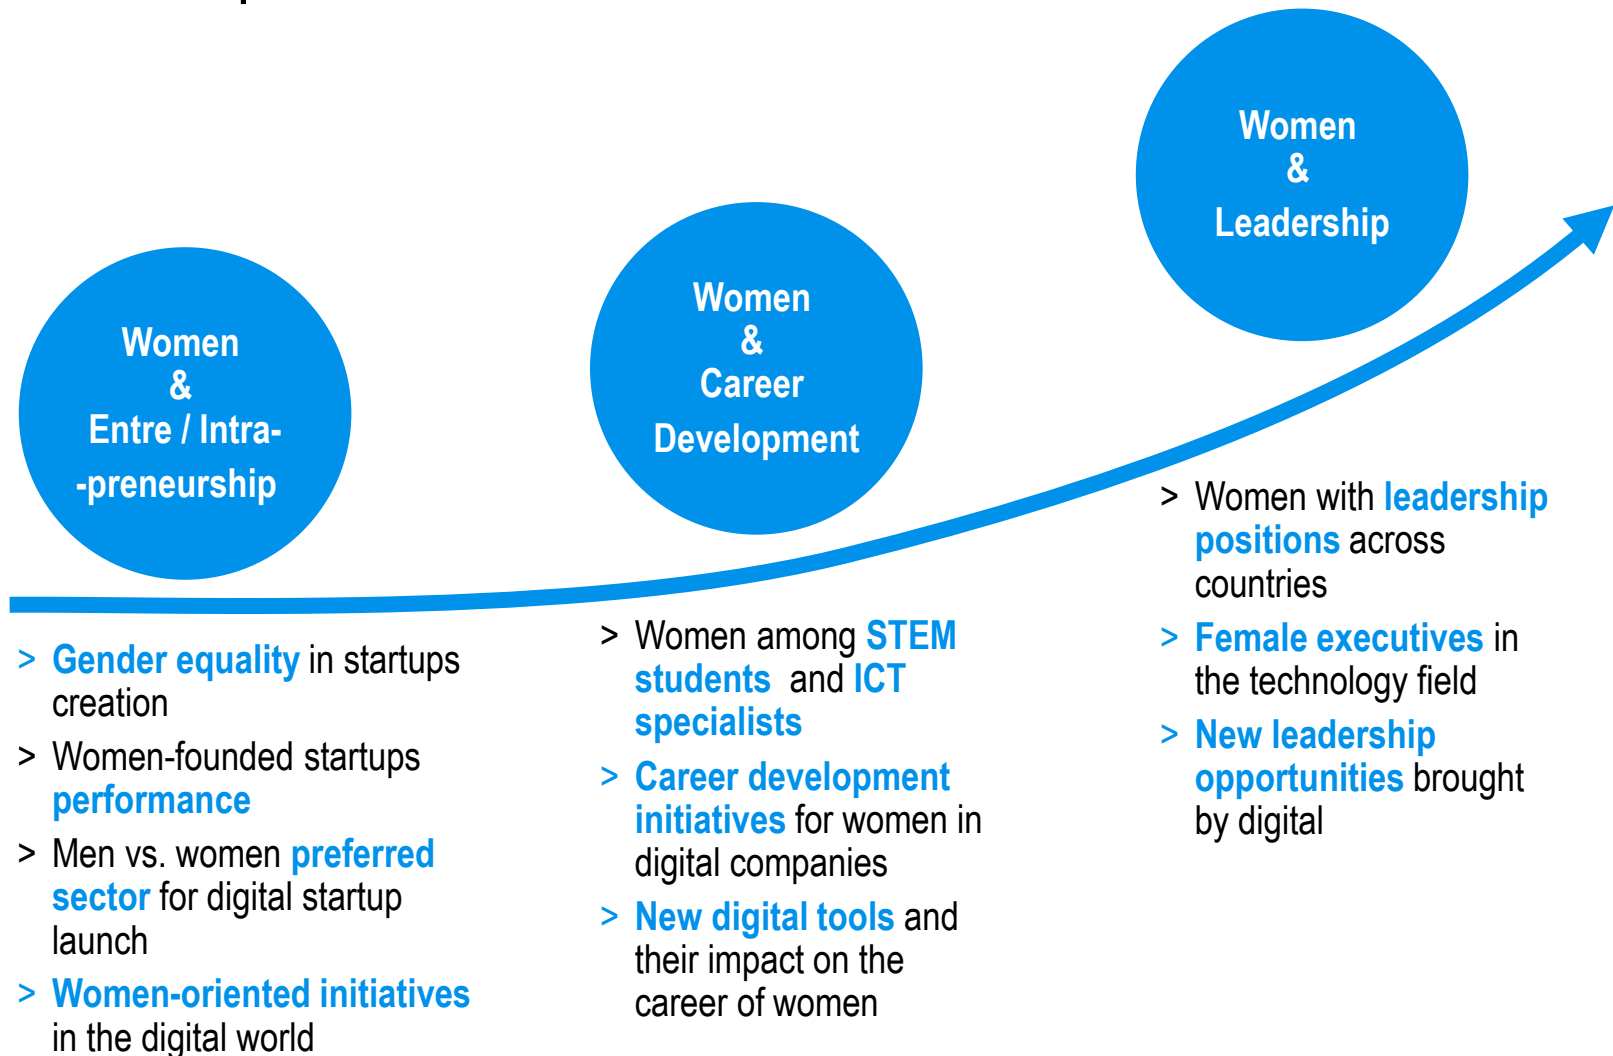 Women
&
Entre / Intra-
-preneurship
> Gender equality in startups
creation
> Women-founded startups
performance
> Men vs. women preferred
sector for digital startup
launch
> Women-oriented initiatives
in the digital world
Women
&
Career
Development
> Women among STEM
students and ICT
specialists
> Career development
initiatives for women in
digital companies
> New digital tools and
their impact on the
career of women
Women
&
Leadership
> Women with leadership
positions across
countries
> Female executives in
the technology field
> New leadership
opportunities brought
by digital